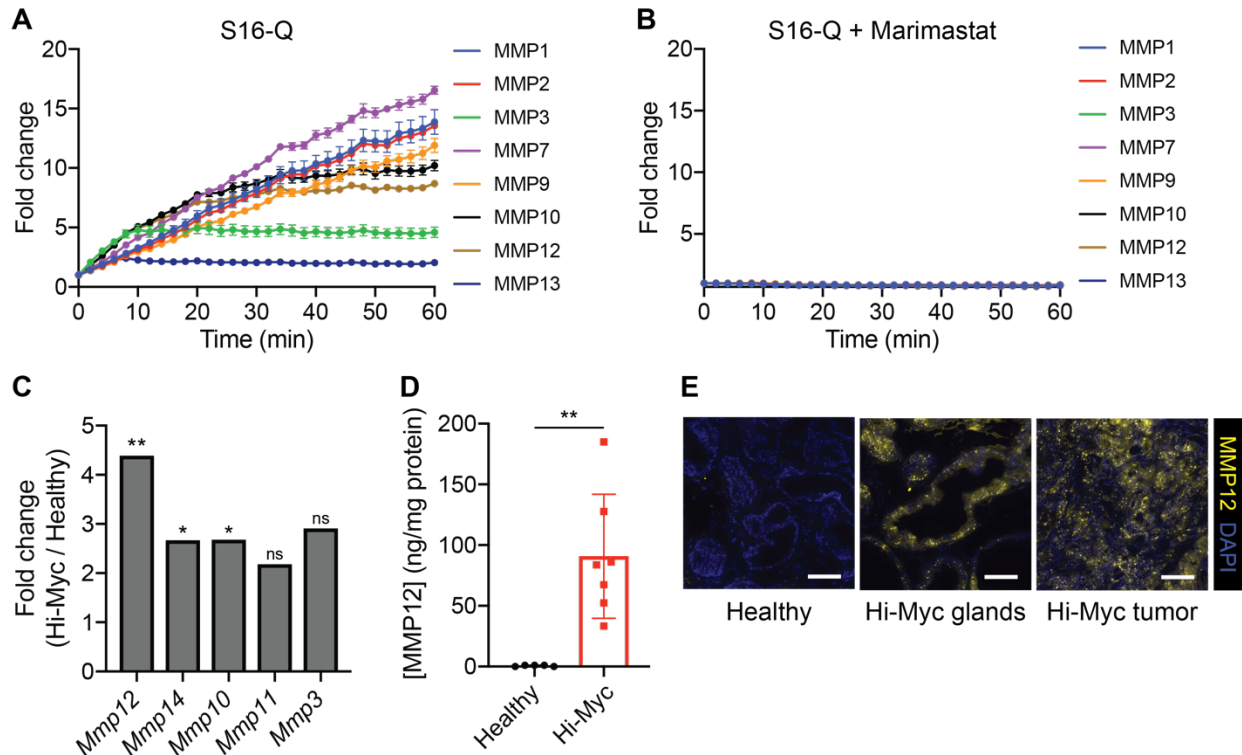 A
S16-Q
Fold change
20
15
10
5
0
0 10 20 30 40 50 60
Time (min)
MMP1
MMP2
MMP3
MMP7
MMP9
MMP10
MMP12
MMP13
B
S16-Q + Marimastat
Fold change
20
15
10
5
0 10 20 30 40 50 60
Time (min)
MMP1
MMP2
MMP3
MMP7
MMP9
MMP10
MMP12
MMP13
C
Fold change
(Hi-Myc / Healthy)
5
4
3
2
1
0
**
*
*
ns
ns
Mmp12
Mmp14
Mmp10
Mmp11
Mmp3
D
[MMP12] (ng/mg protein)
200
150
100
50
0
**
Healthy
Hi-Myc
E
Healthy
Hi-Myc glands
Hi-Myc tumor
MMP12 DAPI